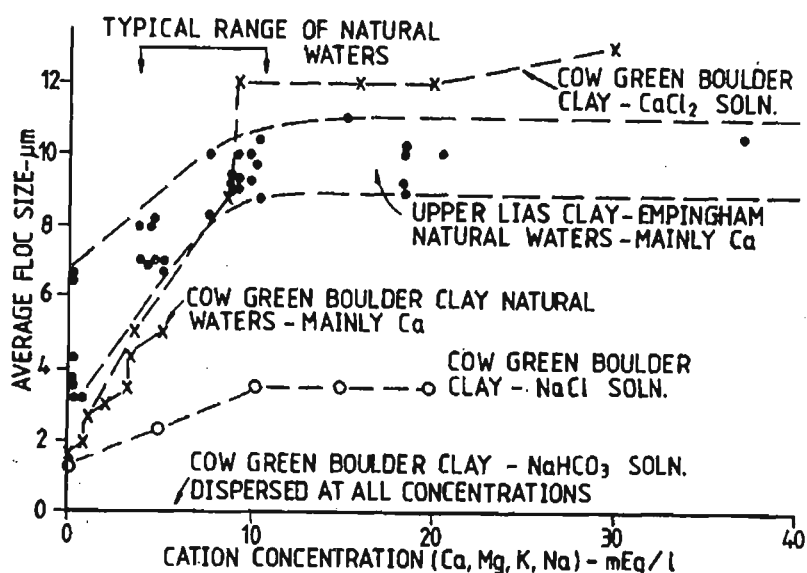 TYPICAL RANGE OF NATURAL
WATERS
COW GREEN BOULDER
CLAY – CaCl₂ SOLN.
UPPER LIAS CLAY–EMPINGHAM
NATURAL WATERS–MAINLY Ca
COW GREEN BOULDER CLAY NATURAL
WATERS–MAINLY Ca
COW GREEN BOULDER
CLAY – NaCl SOLN.
COW GREEN BOULDER CLAY – NaHCO₃ SOLN.
DISPERSED AT ALL CONCENTRATIONS
AVERAGE FLOC SIZE–μm
12
10
8
6
4
2
0
0
10
20
30
40
CATION CONCENTRATION (Ca, Mg, K, Na) – mEq/l